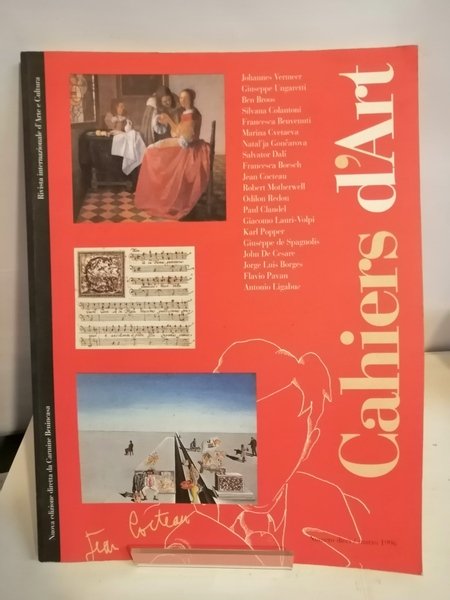 Rivista internazionale d'Arte e Cultura
Nuova edizione diretta da Carmine Benincasa
Johannes Vermeer
Giuseppe Ungaretti
Ben Broos
Silvana Colantoni
Francesca Benvenuti
Marina Cvetaeva
Natal'ja Gončarova
Salvator Dalí
Francesca Boesch
Jean Cocteau
Robert Motherwell
Odilon Redon
Paul Claudel
Giacomo Lauri-Volpi
Karl Popper
Giuseppe de Spagnolis
John De Cesare
Jorge Luis Borges
Flavio Pavan
Antonio Ligabue
Cahiers d'Art
Jean Cocteau
1996